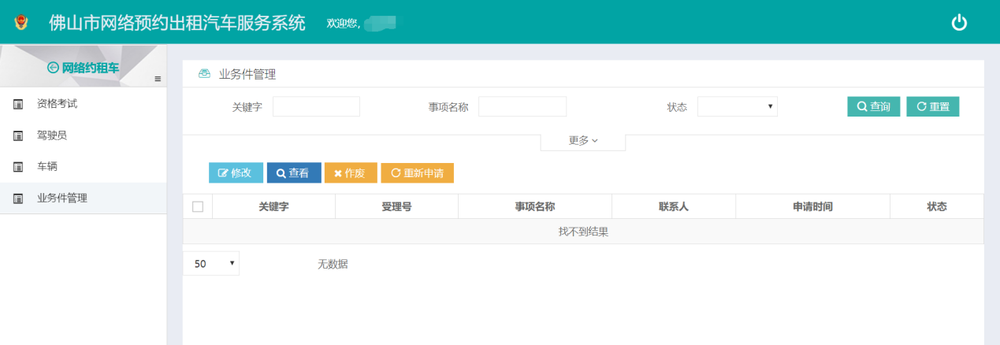 佛山市网络预约出租汽车服务系统 欢迎您,
网络约租车
资格考试
驾驶员
车辆
业务件管理
业务件管理
关键字 事项名称 状态 查询 重置
更多
修改 查看 作废 重新申请
关键字 受理号 事项名称 联系人 申请时间 状态
找不到结果
50 无数据